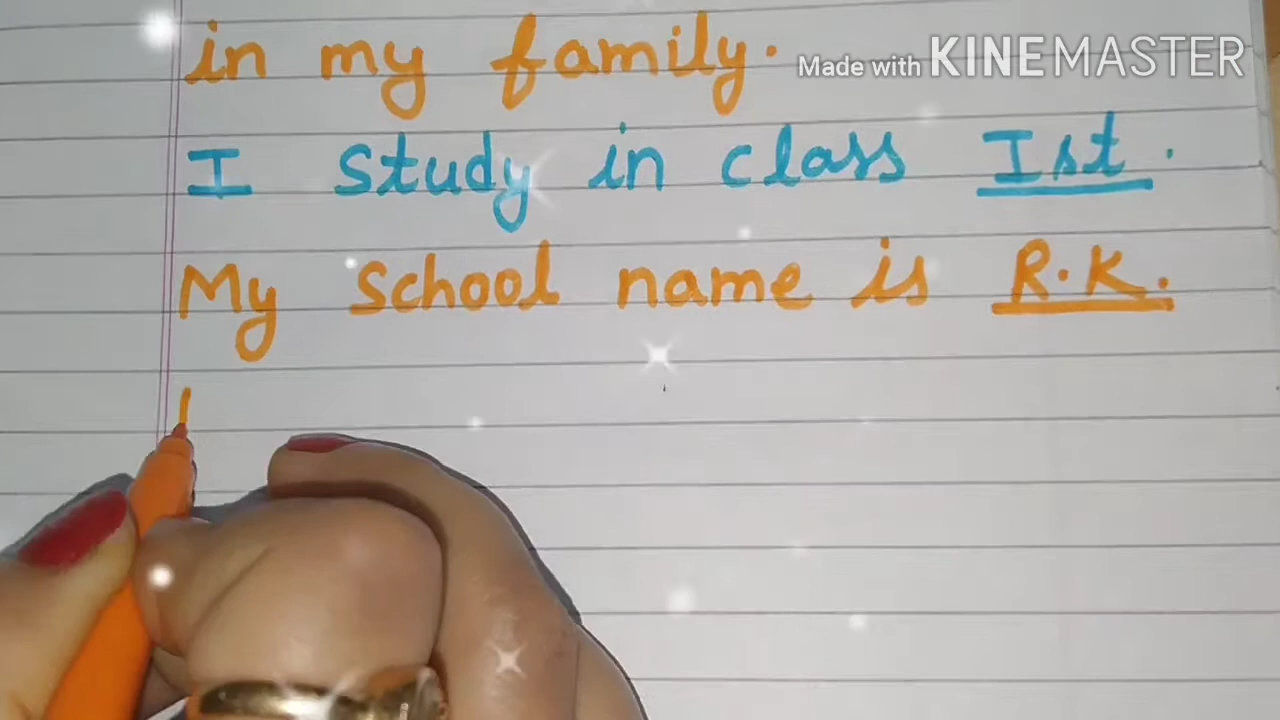 in my family.
Made with KINEMASTER
I study in class Ist.
My school name is R.K.